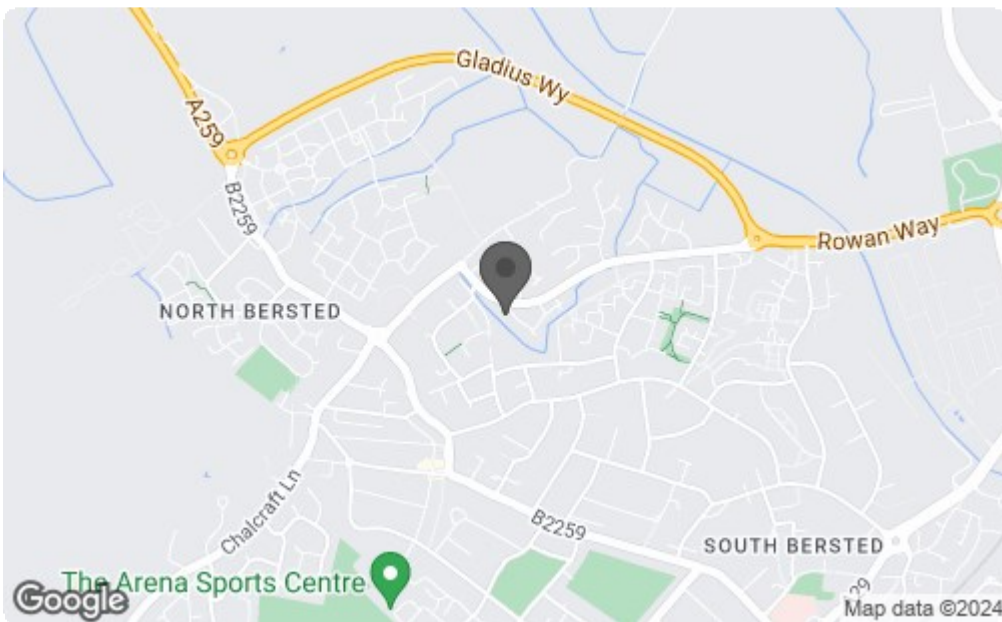 Gladius Wy
A259
B2259
Rowan Way
NORTH BERSTED
Chalcraft Ln
B2259
SOUTH BERSTED
The Arena Sports Centre
29
Google
Map data ©2024